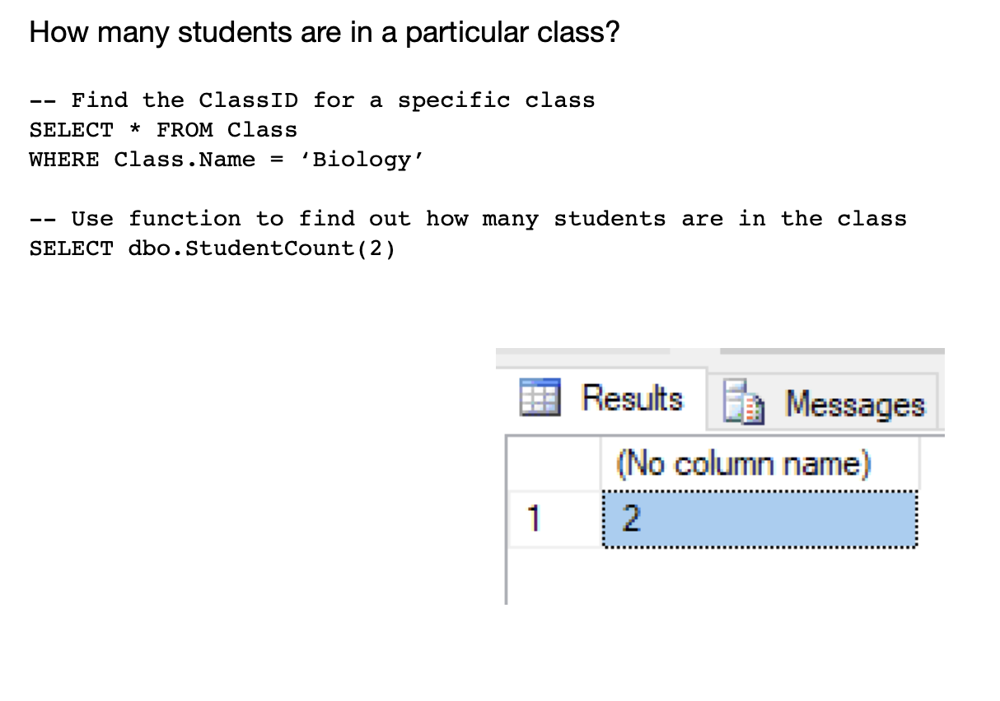 How many students are in a particular class?
-- Find the ClassID for a specific class
SELECT * FROM Class
WHERE Class.Name = ‘Biology’
-- Use function to find out how many students are in the class
SELECT dbo.StudentCount(2)
Results Messages
(No column name)
1 2